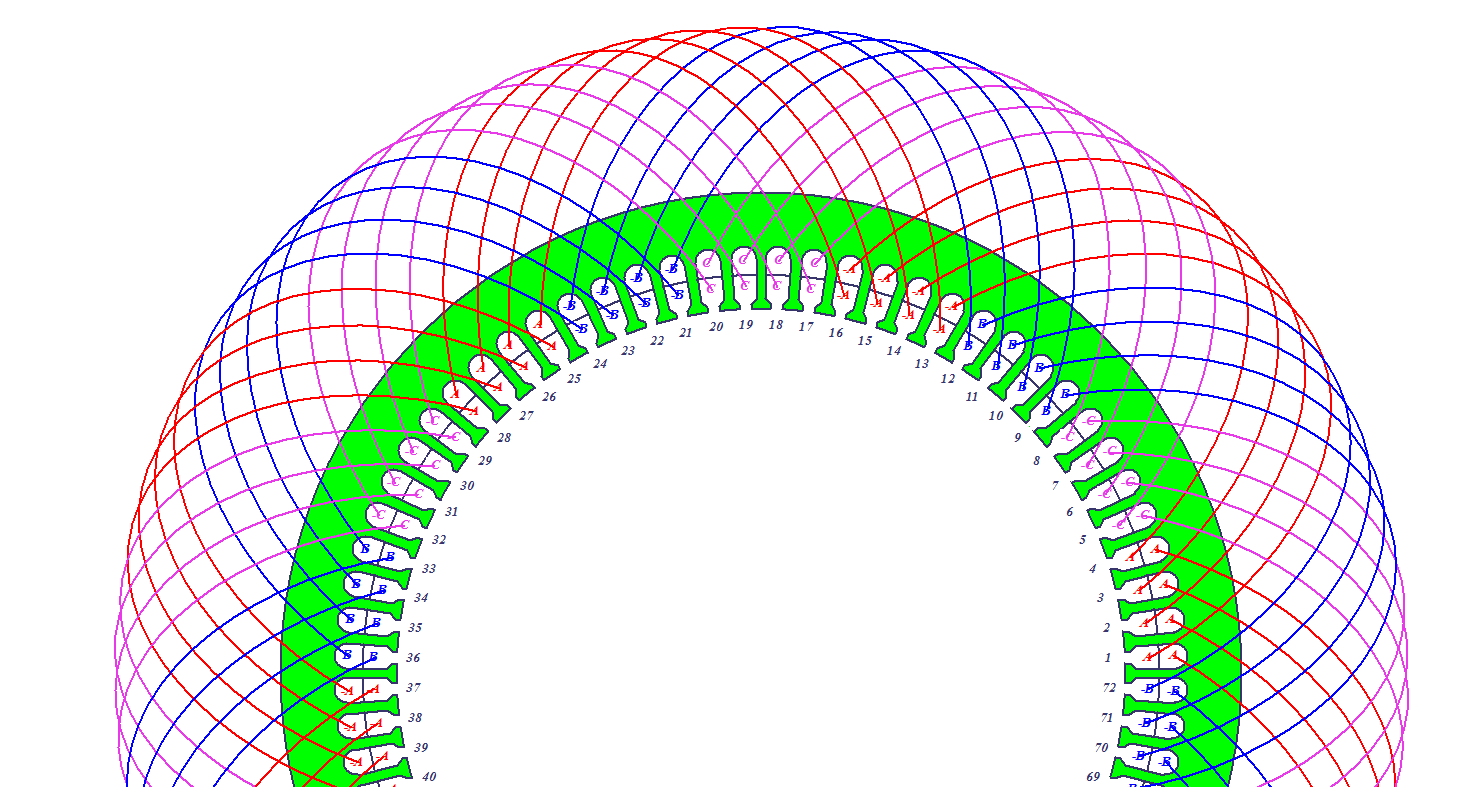 40
-A -A 39
-A -A 38
-A -A 37
B B 36
B B 35
B B 34
B B 33
-C -C 32
-C -C 31
-C -C 30
-C -C 29
A A 28
A A 27
A A 26
A A 25
-B -B 24
-B -B 23
-B -B 22
-B -B 21
C C 20
C C 19
C C 18
C C 17
-A -A 16
-A -A 15
-A -A 14
-A -A 13
B B 12
B B 11
B B 10
B B 9
-C -C 8
-C -C 7
-C -C 6
-C -C 5
A A 4
A A 3
A A 2
A A 1
-B -B 72
-B -B 71
-B -B 70
69